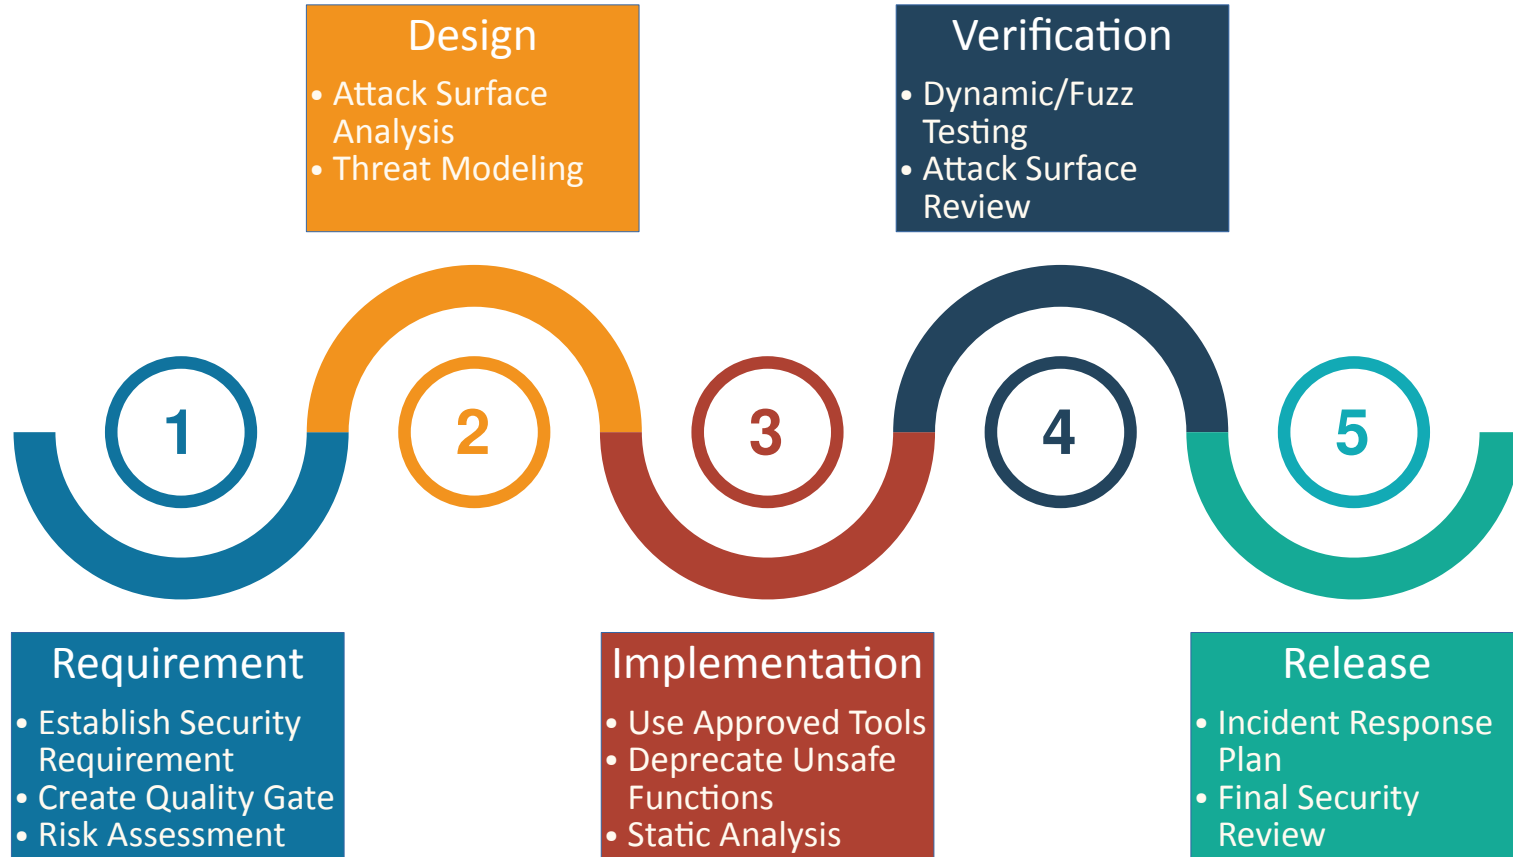 Design
• Attack Surface
Analysis
• Threat Modeling
Verification
• Dynamic/Fuzz
Testing
• Attack Surface
Review
1
2
3
4
5
Requirement
• Establish Security
Requirement
• Create Quality Gate
• Risk Assessment
Implementation
• Use Approved Tools
• Deprecate Unsafe
Functions
• Static Analysis
Release
• Incident Response
Plan
• Final Security
Review